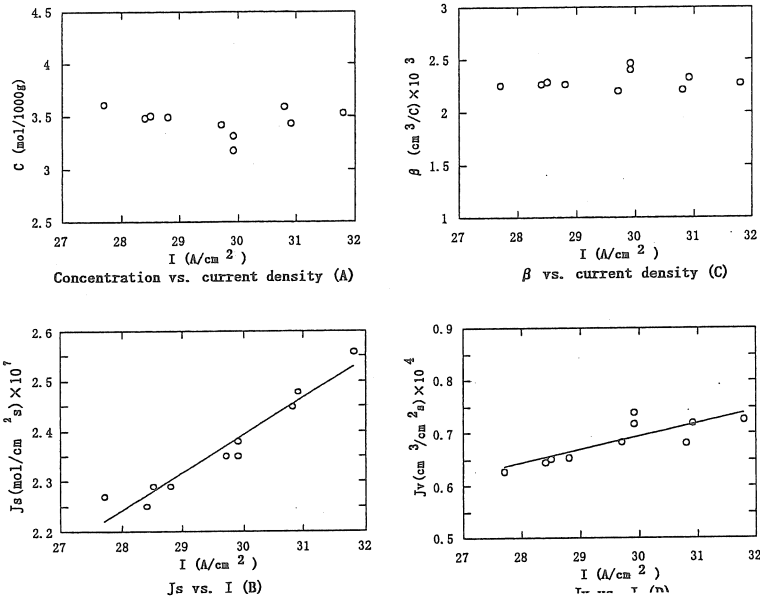 4.5
4
3.5
3
2.5
C (mol/1000g)
27 28 29 30 31 32
I (A/cm 2 )
Concentration vs. current density (A)
3
2.5
2
1.5
1
β (cm 3/C)×10 3
27 28 29 30 31 32
I (A/cm 2 )
β vs. current density (C)
2.6
2.5
2.4
2.3
2.2
Js(mol/cm 2s)×10 7
27 28 29 30 31 32
I (A/cm 2 )
Js vs. I (B)
0.9
0.8
0.7
0.6
0.5
Jv(cm 3/cm 2s)×10 4
27 28 29 30 31 32
I (A/cm 2 )
Jv vs. I (D)